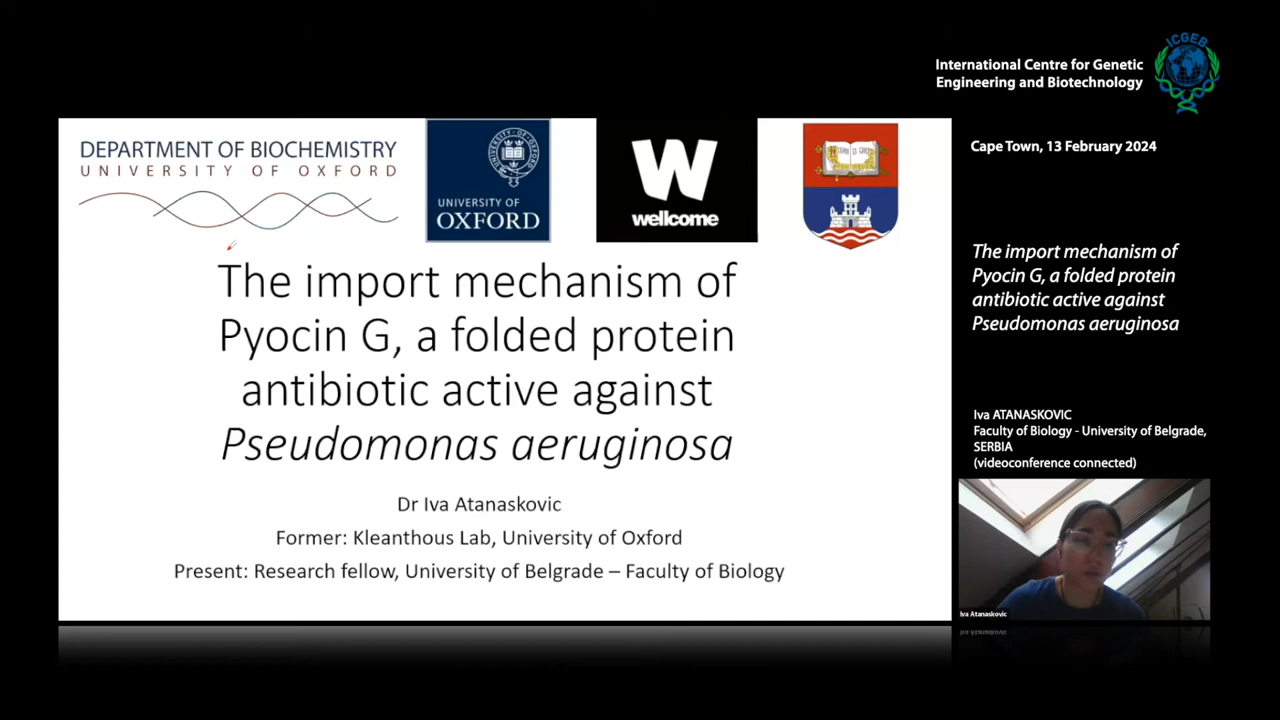 ICGEB
International Centre for Genetic
Engineering and Biotechnology
DEPARTMENT OF BIOCHEMISTRY
UNIVERSITY OF OXFORD
UNIVERSITY OF
OXFORD
W
wellcome
The import mechanism of
Pyocin G, a folded protein
antibiotic active against
Pseudomonas aeruginosa
Dr Iva Atanaskovic
Former: Kleanthous Lab, University of Oxford
Present: Research fellow, University of Belgrade – Faculty of Biology
Cape Town, 13 February 2024
The import mechanism of
Pyocin G, a folded protein
antibiotic active against
Pseudomonas aeruginosa
Iva ATANASKOVIC
Faculty of Biology - University of Belgrade,
SERBIA
(videoconference connected)
Iva Atanaskovic